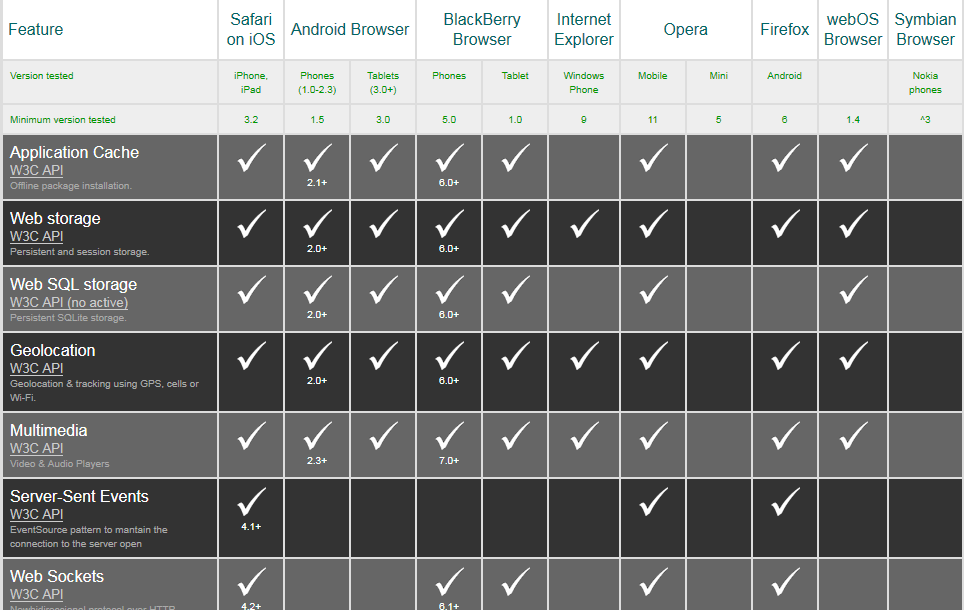 Feature Safari on iOS Android Browser BlackBerry Browser Internet Explorer Opera Firefox webOS Browser Symbian Browser
Version tested iPhone, iPad Phones (1.0-2.3) Tablets (3.0+) Phones Tablet Windows Phone Mobile Mini Android Nokia phones
Minimum version tested 3.2 1.5 3.0 5.0 1.0 9 11 5 6 1.4 ^3
Application Cache
W3C API
Offline package installation.
2.1+ 6.0+
Web storage
W3C API
Persistent and session storage.
2.0+ 6.0+
Web SQL storage
W3C API (no active)
Persistent SQLite storage.
2.0+ 6.0+
Geolocation
W3C API
Geolocation & tracking using GPS, cells or
Wi-Fi.
2.0+ 6.0+
Multimedia
W3C API
Video & Audio Players
2.3+ 7.0+
Server-Sent Events
W3C API
EventSource pattern to mantain the
connection to the server open
4.1+
Web Sockets
W3C API
4.2+ 6.1+